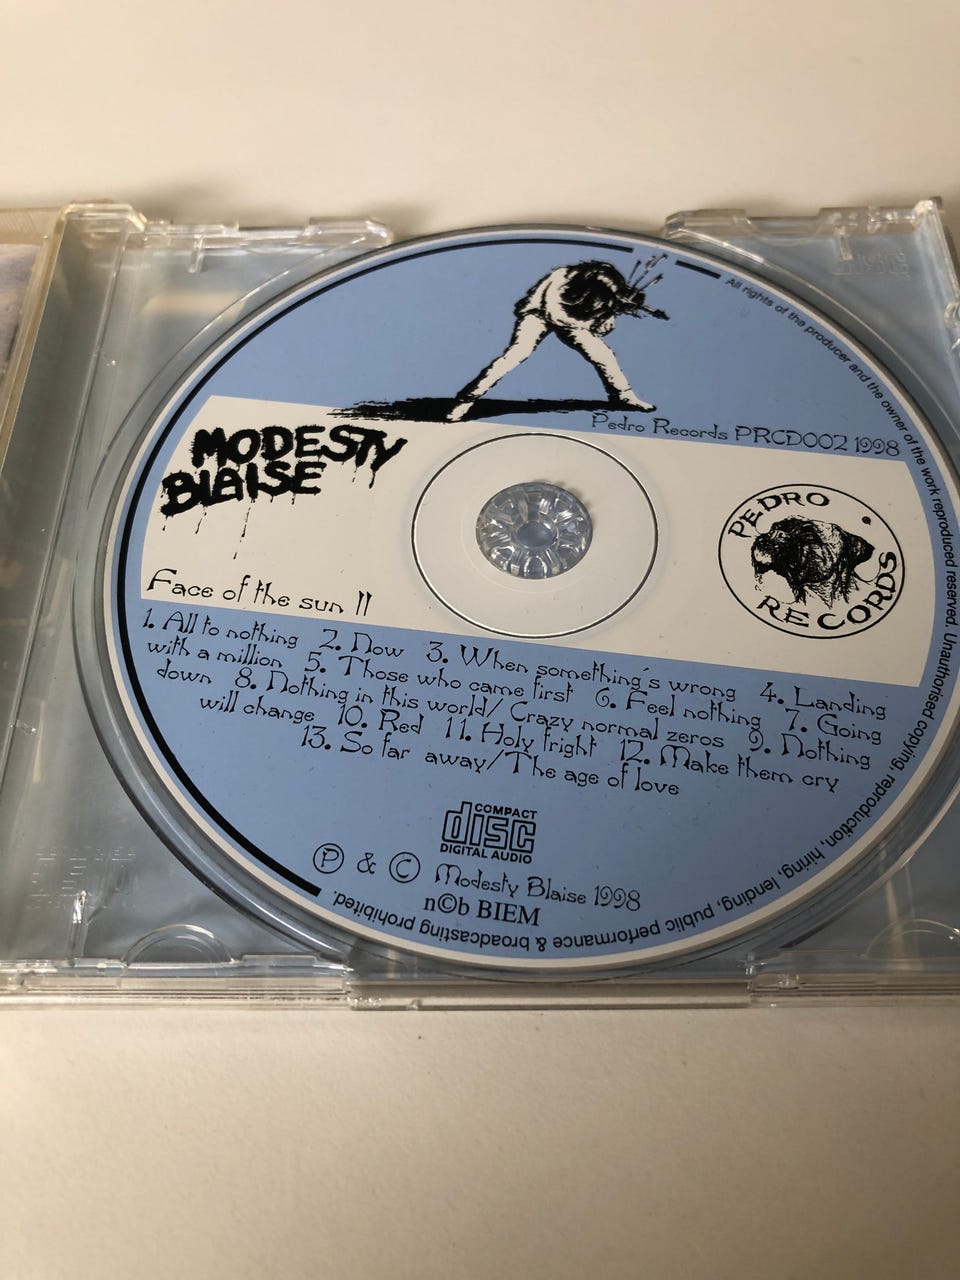 All rights of the producer and the owner of the work reproduced reserved. Unauthorised copying, reproduction, hiring, lending, public performance & broadcasting prohibited.
Pedro Records PRCD002 1998
MODESTY
BLAISE
PEDRO
RECORDS
Face of the sun II
1. All to nothing 2. Now 3. When something's wrong 4. Landing
with a million 5. Those who came first 6. Feel nothing 7. Going
down 8. Nothing in this world/ Crazy normal zeros 9. Nothing
will change 10. Red 11. Holy fright 12. Make them cry
13. So far away/The age of love
COMPACT
disc
DIGITAL AUDIO
Ⓟ & © Modesty Blaise 1998
n©b BIEM